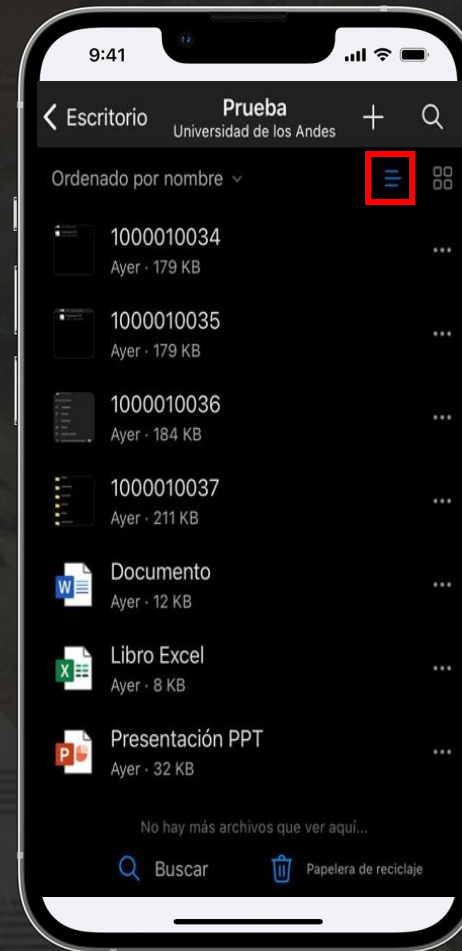 9:41
Escritorio
Prueba
Universidad de los Andes
Ordenado por nombre
1000010034
Ayer · 179 KB
1000010035
Ayer · 179 KB
1000010036
Ayer · 184 KB
1000010037
Ayer · 211 KB
W
Documento
Ayer · 12 KB
X
Libro Excel
Ayer · 8 KB
P
Presentación PPT
Ayer · 32 KB
No hay más archivos que ver aquí...
Buscar
Papelera de reciclaje